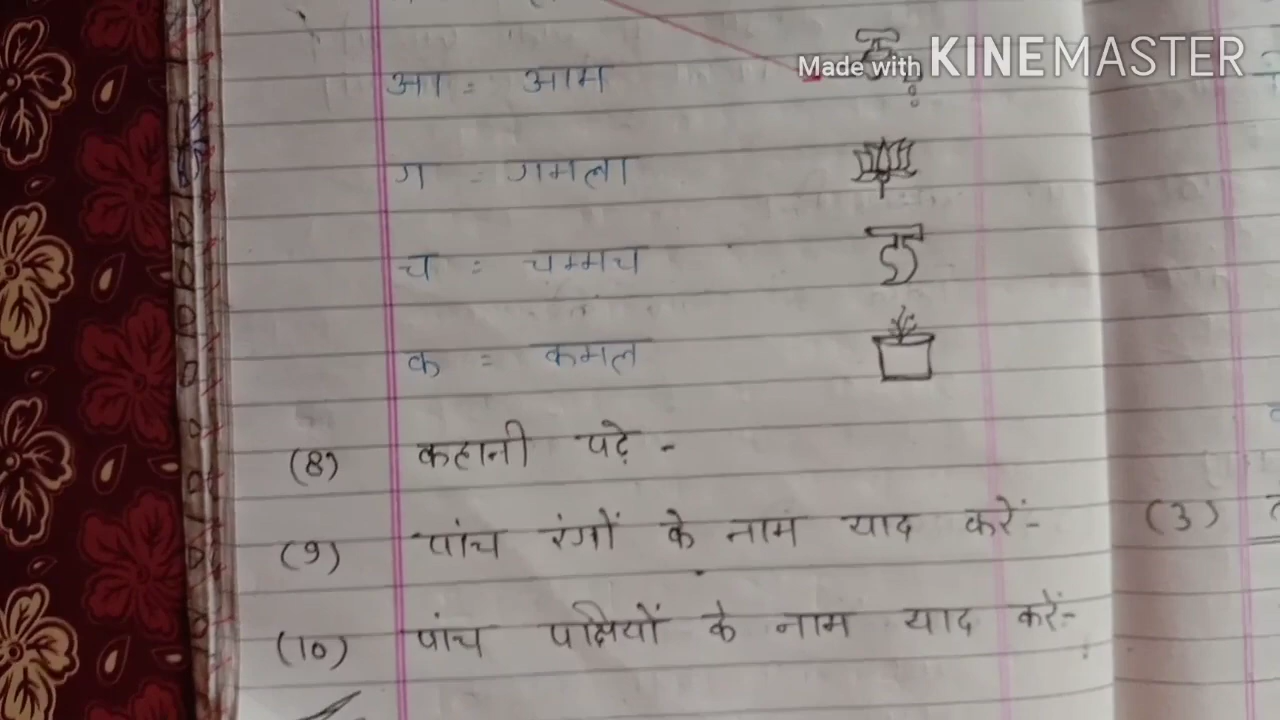 Made with KINEMASTER
आ = आम
ग = गमला
च = चम्मच
क = कमल
(8) कहानी पढ़े -
(9) पांच रंगों के नाम याद करें -
(10) पांच पक्षियों के नाम याद करें:-
(3)